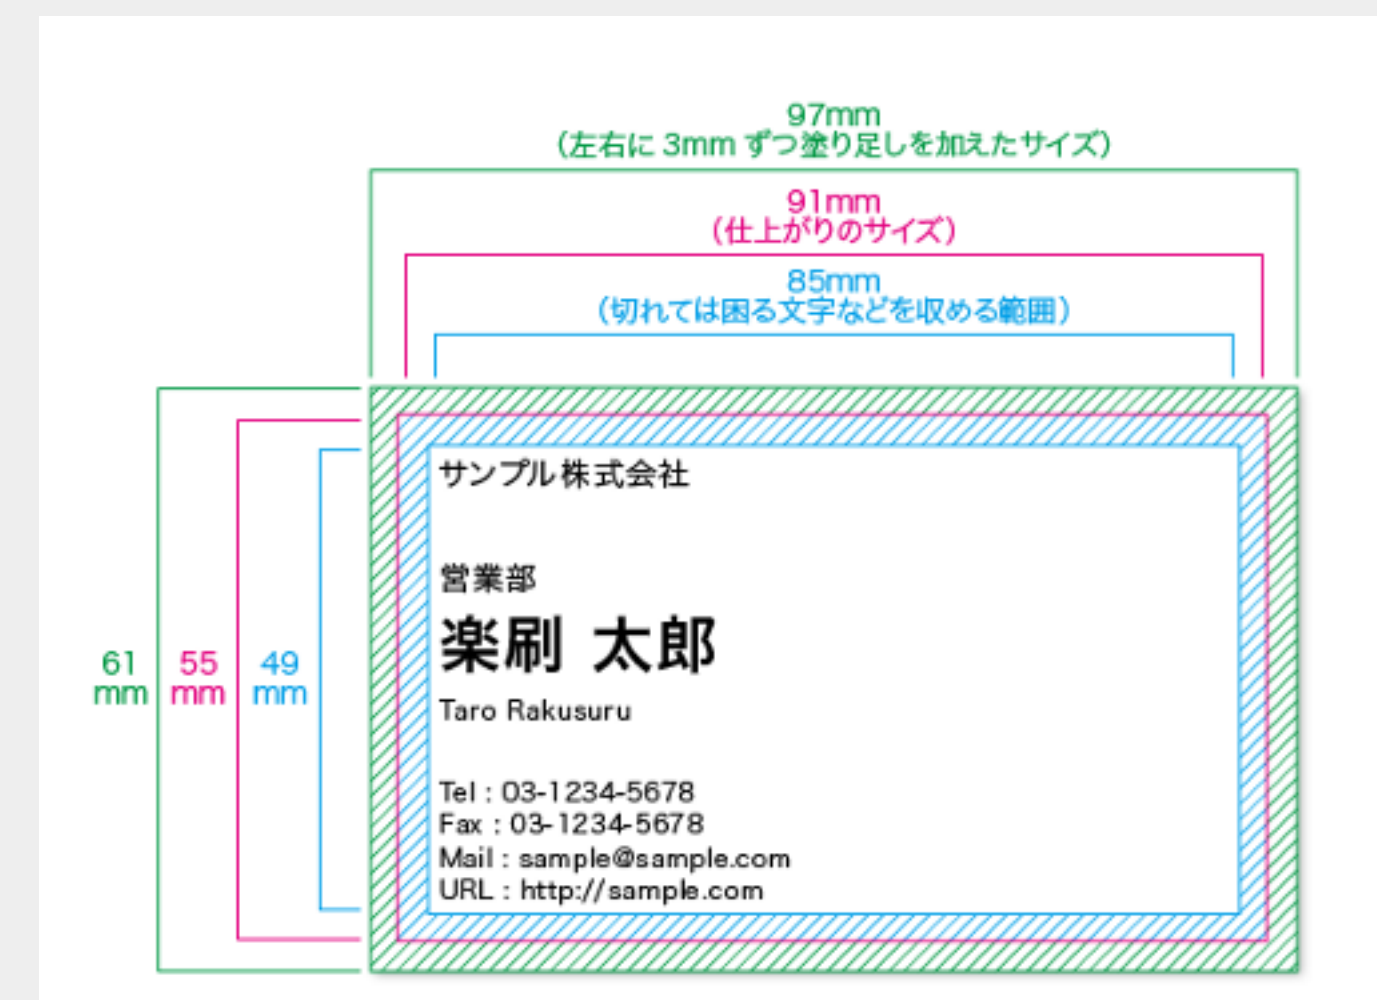 97mm
（左右に 3mm ずつ塗り足しを加えたサイズ）
91mm
（仕上がりのサイズ）
85mm
（切れては困る文字などを収める範囲）
サンプル株式会社
営業部
楽刷 太郎
61
mm
55
mm
49
mm
Taro Rakusuru
Tel : 03-1234-5678
Fax : 03-1234-5678
Mail : sample@sample.com
URL : http://sample.com